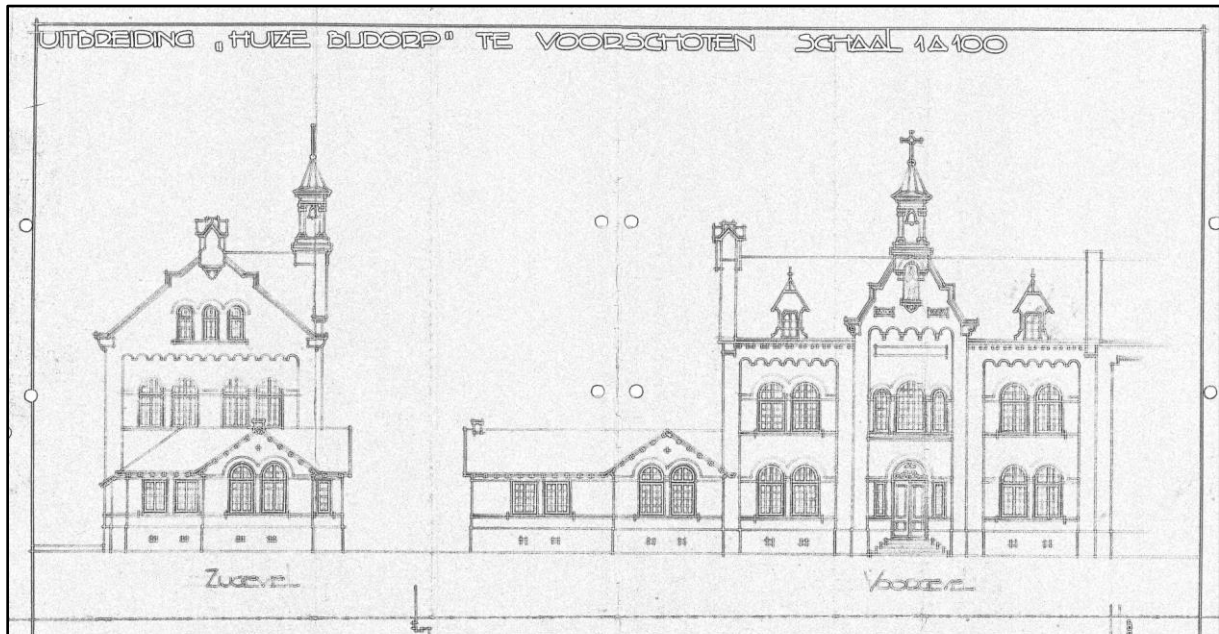 UITBREIDING „HUIZE BIJDORP" TE VOORSCHOTEN SCHAAL 1 A 100
Zijgevel
Voorgevel